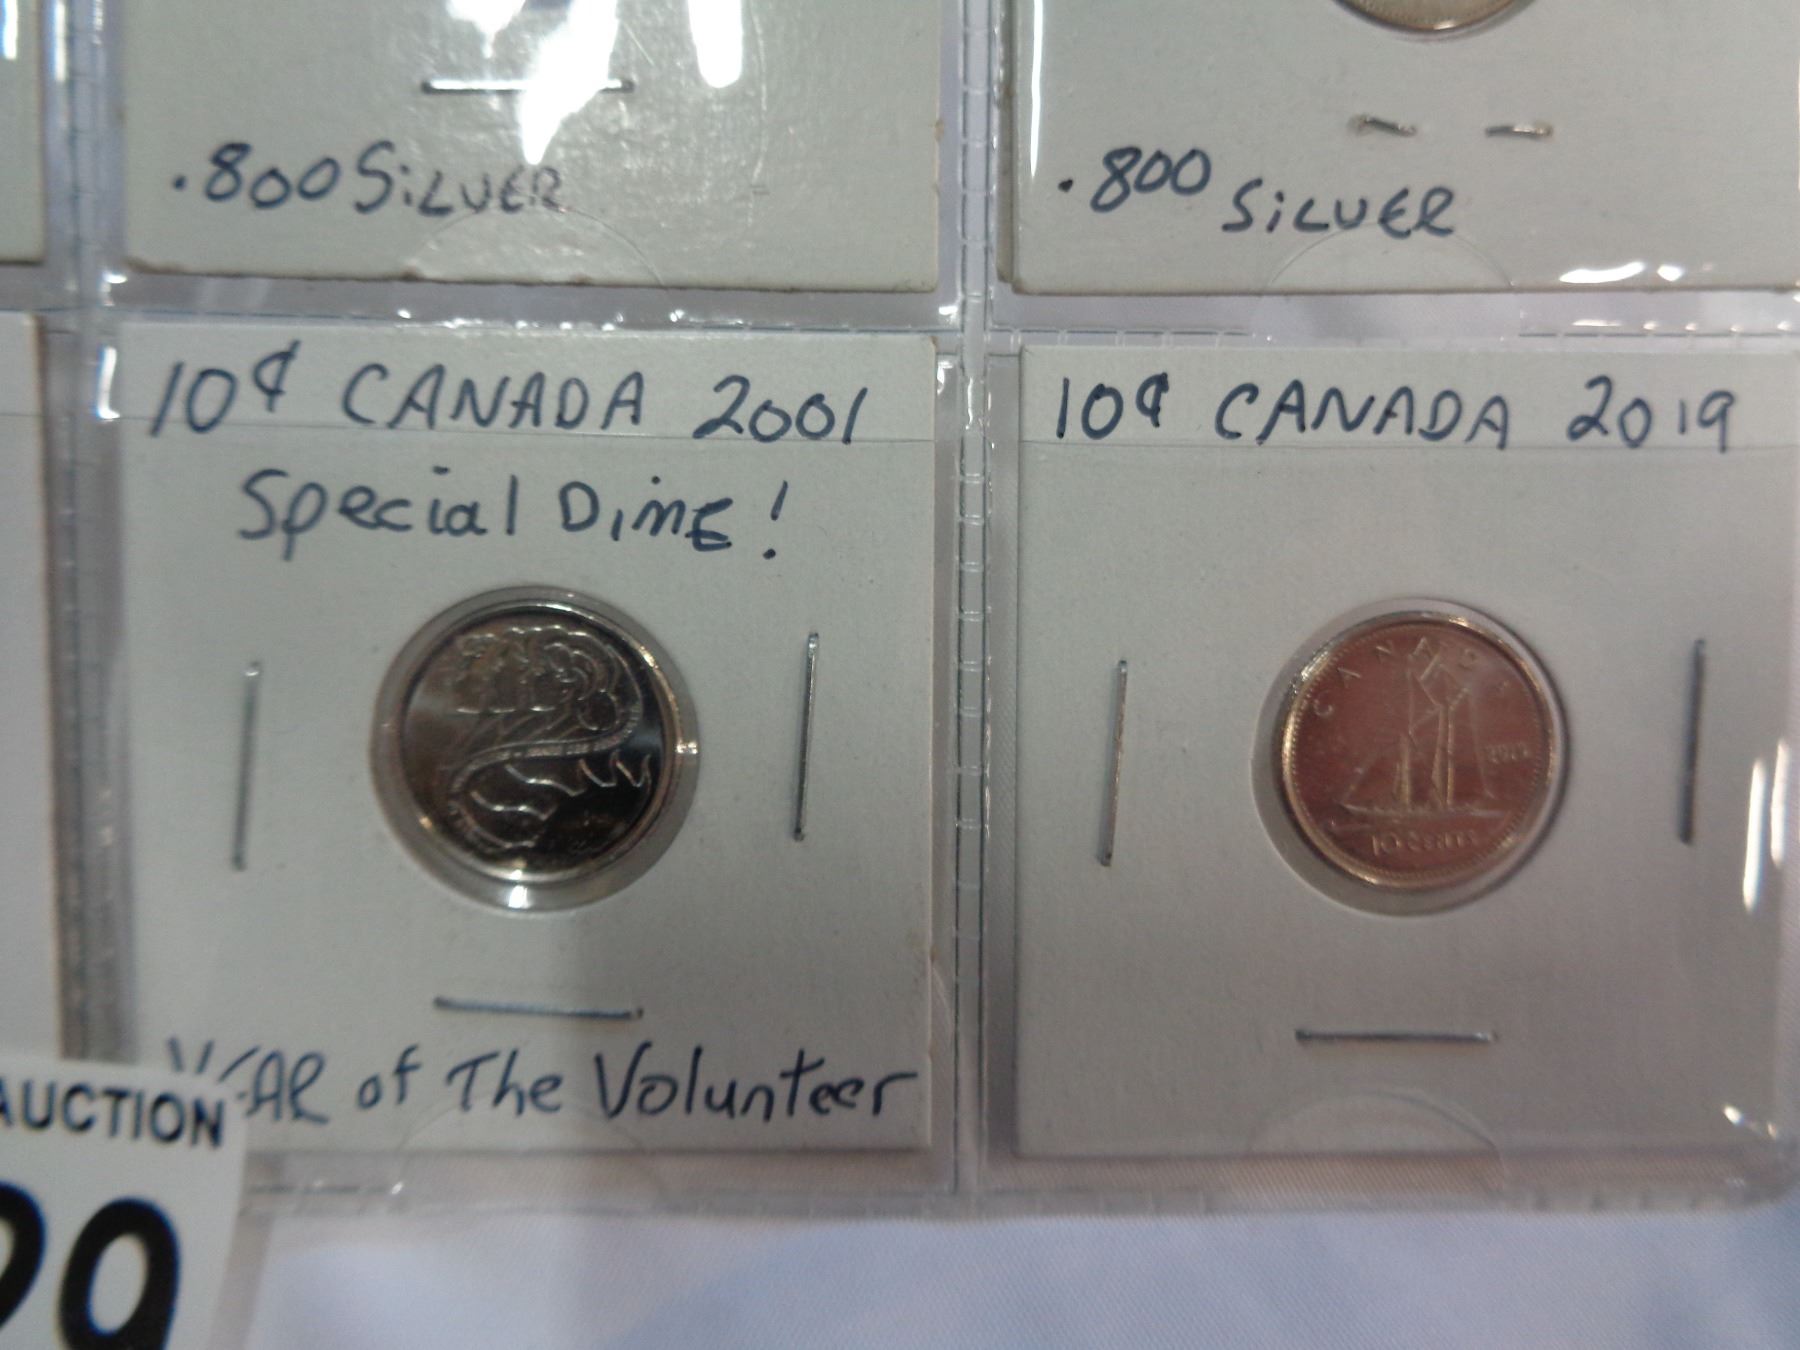 .800 SiLVER
.800 SiLVER
10¢ CANADA 2001
Special DimE!
YEAR of The Volunteer
10¢ CANADA 2019
CANADA
10 CENTS
AUCTION